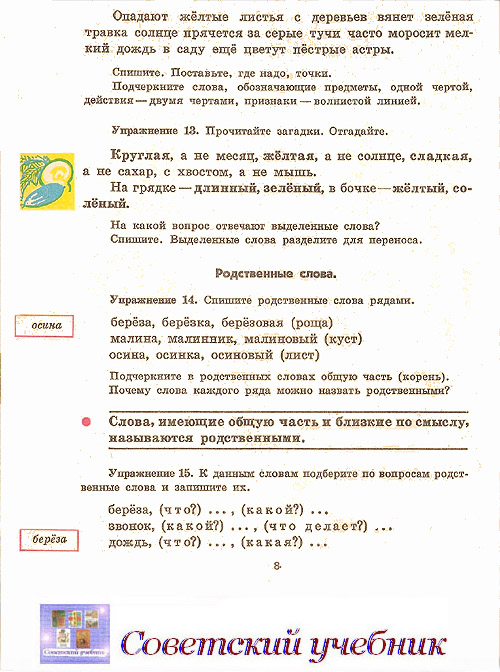 Опадают жёлтые листья с деревьев вянет зелёная
травка солнце прячется за серые тучи часто моросит мел-
кий дождь в саду ещё цветут пёстрые астры.
Спишите. Поставьте, где надо, точки.
Подчеркните слова, обозначающие предметы, одной чертой,
действия — двумя чертами, признаки — волнистой линией.
Упражнение 13. Прочитайте загадки. Отгадайте.
Круглая, а не месяц, жёлтая, а не солнце, сладкая,
а не сахар, с хвостом, а не мышь.
На грядке — длинный, зелёный, в бочке — жёлтый, со-
лёный.
На какой вопрос отвечают выделенные слова?
Спишите. Выделенные слова разделите для переноса.
Родственные слова.
Упражнение 14. Спишите родственные слова рядами.
осина
берёза, берёзка, берёзовая (роща)
малина, малинник, малиновый (куст)
осина, осинка, осиновый (лист)
Подчеркните в родственных словах общую часть (корень).
Почему слова каждого ряда можно назвать родственными?
Слова, имеющие общую часть и близкие по смыслу,
называются родственными.
Упражнение 15. К данным словам подберите по вопросам родст-
венные слова и запишите их.
берёза, (что?) ..., (какой?) ...
звонок, (какой?) ..., (что делает?) ...
дождь, (что?) ..., (какая?) ...
берёза
8
Советский учебник
Советский учебник